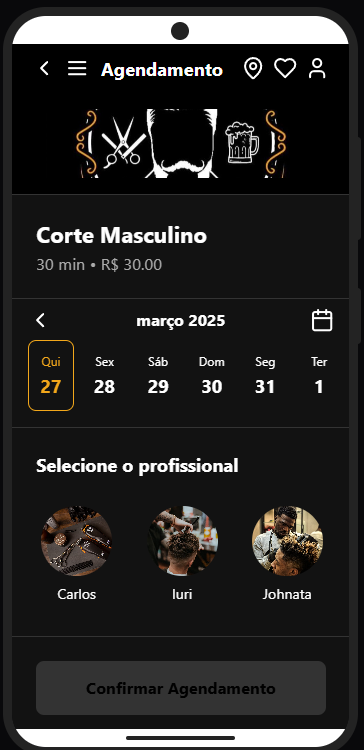 Agendamento
Corte Masculino
30 min • R$ 30.00
março 2025
Qui Sex Sáb Dom Seg Ter
27 28 29 30 31 1
Selecione o profissional
Carlos Iuri Johnata
Confirmar Agendamento